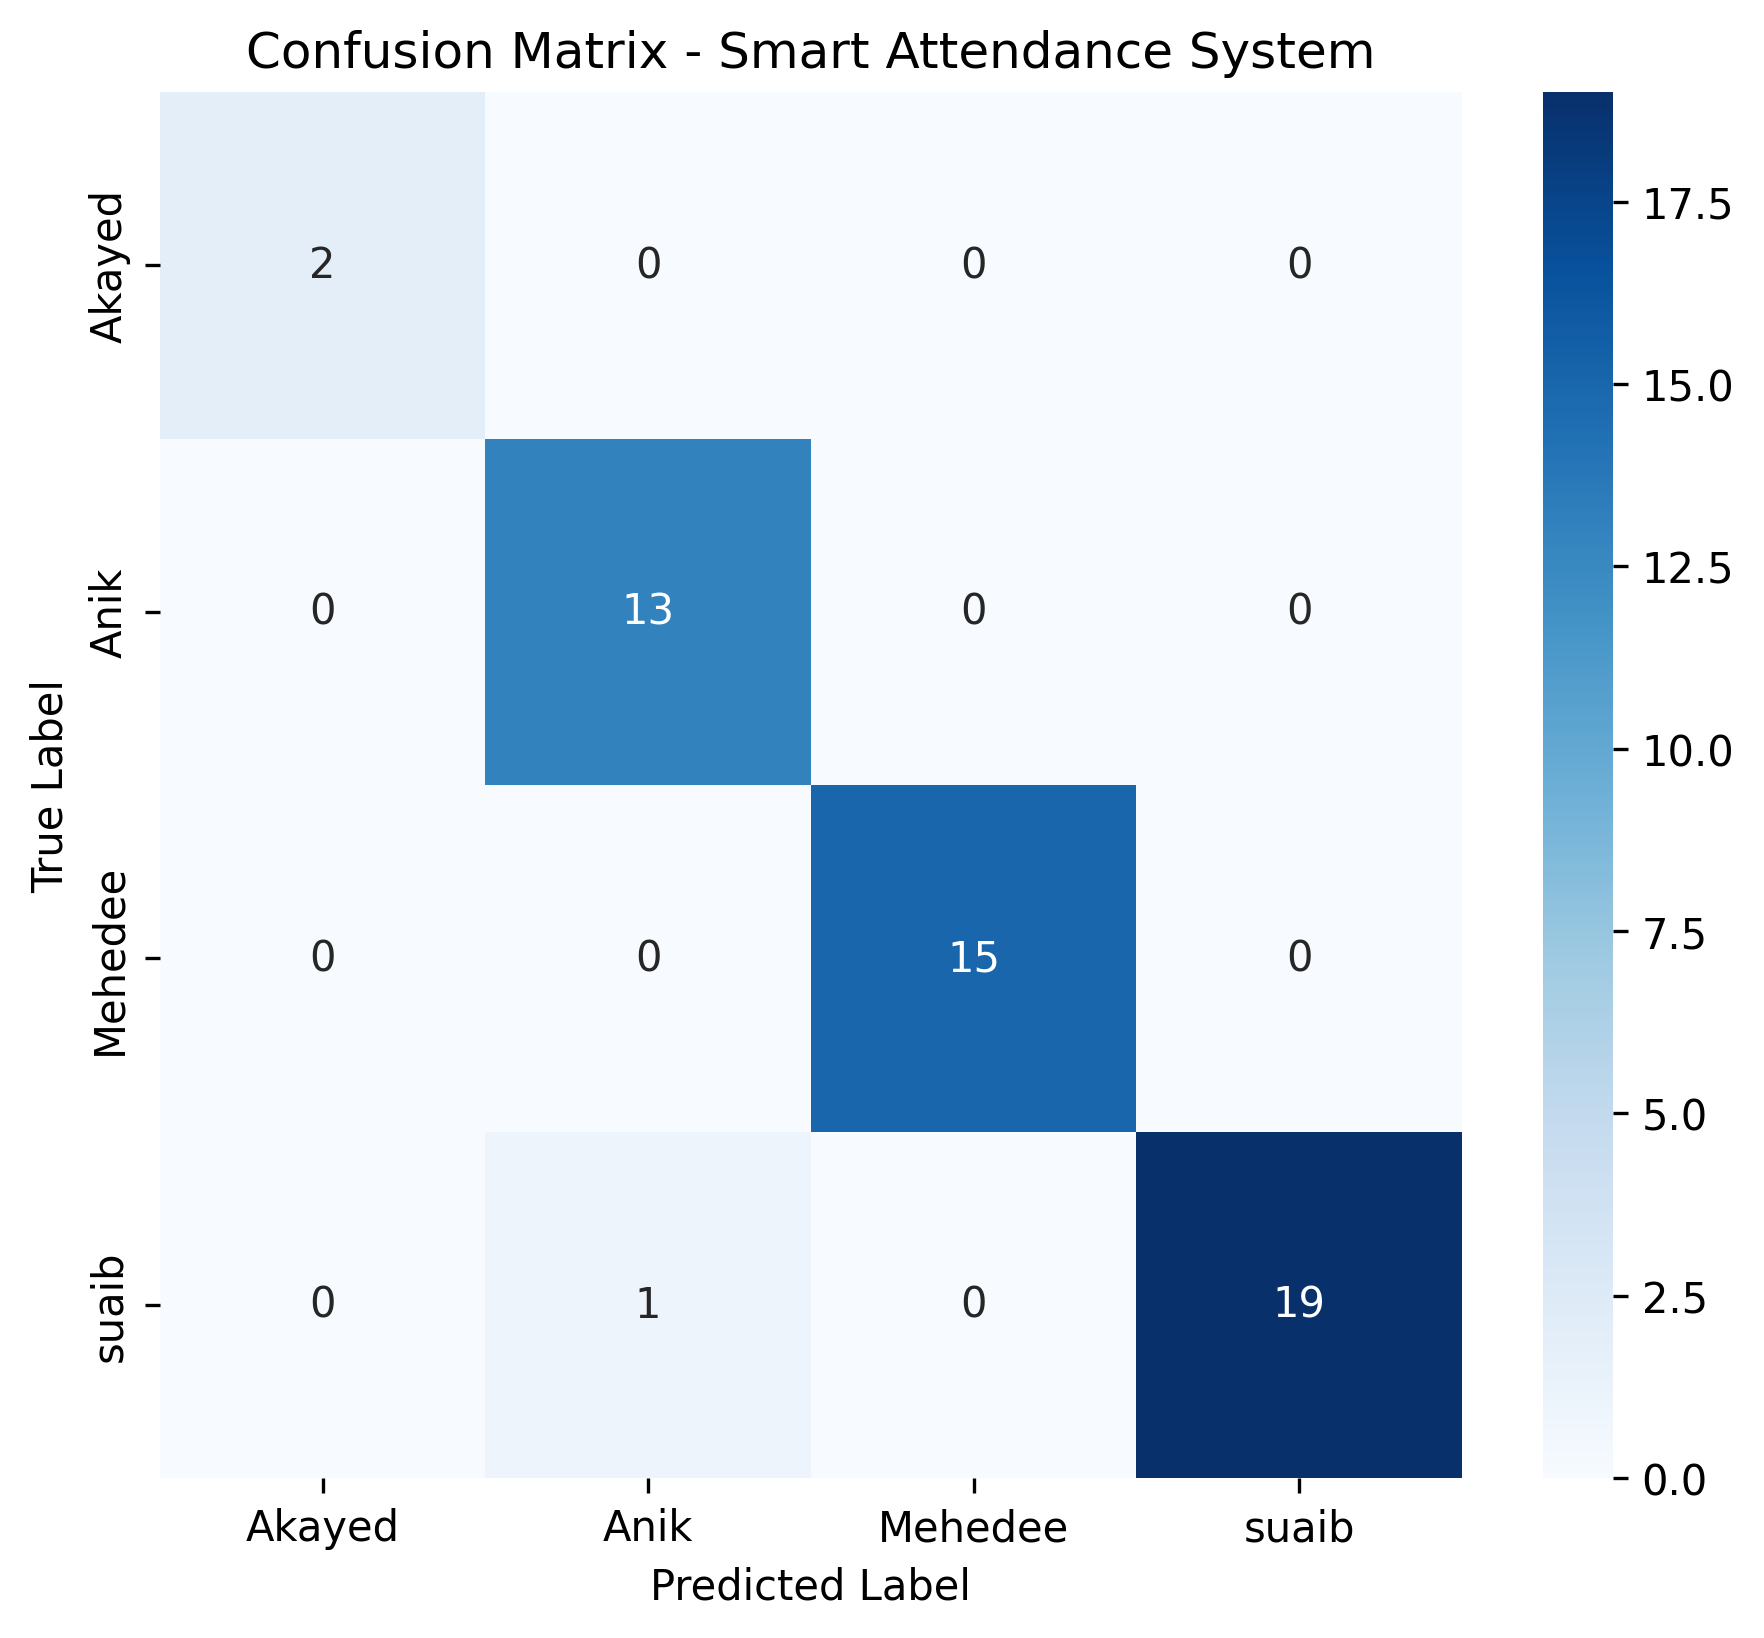 Confusion Matrix - Smart Attendance System
True Label
Akayed 2 0 0 0
Anik 0 13 0 0
Mehedee 0 0 15 0
suaib 0 1 0 19
Akayed Anik Mehedee suaib
Predicted Label
17.5
15.0
12.5
10.0
7.5
5.0
2.5
0.0